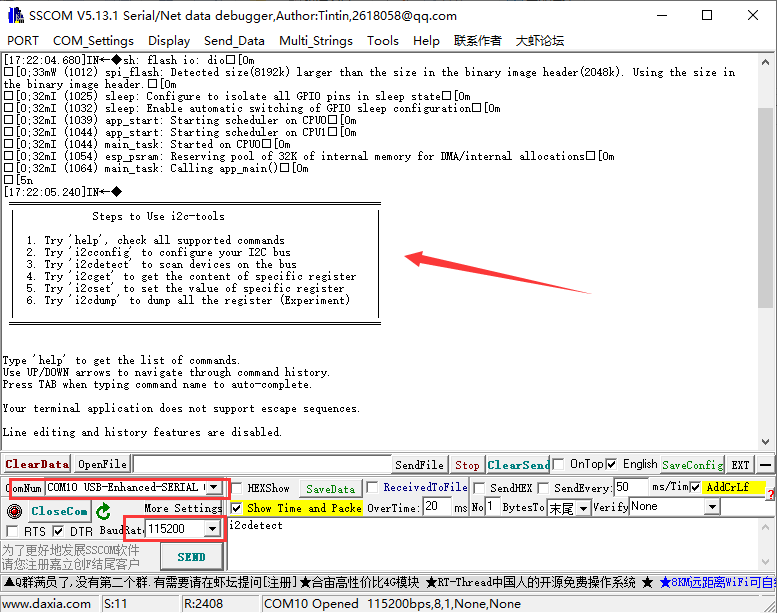 SSCOM V5.13.1 Serial/Net data debugger,Author:Tintin,2618058@qq.com
PORT COM_Settings Display Send_Data Multi_Strings Tools Help 联系作者 大虾论坛
[17:22:04.680]IN←◆sh: flash io: dio□[0m
□[0;33mW (1012) spi_flash: Detected size(8192k) larger than the size in the binary image header(2048k). Using the size in
the binary image header.□[0m
□[0;32mI (1025) sleep: Configure to isolate all GPIO pins in sleep state□[0m
□[0;32mI (1032) sleep: Enable automatic switching of GPIO sleep configuration□[0m
□[0;32mI (1039) app_start: Starting scheduler on CPU0□[0m
□[0;32mI (1044) app_start: Starting scheduler on CPU1□[0m
□[0;32mI (1044) main_task: Started on CPU0□[0m
□[0;32mI (1054) esp_psram: Reserving pool of 32K of internal memory for DMA/internal allocations□[0m
□[0;32mI (1064) main_task: Calling app_main()□[0m
□[5n
[17:22:05.240]IN←◆
Steps to Use i2c-tools
1. Try 'help', check all supported commands
2. Try 'i2cconfig' to configure your I2C bus
3. Try 'i2cdetect' to scan devices on the bus
4. Try 'i2cget' to get the content of specific register
5. Try 'i2cset' to set the value of specific register
6. Try 'i2cdump' to dump all the register (Experiment)
Type 'help' to get the list of commands.
Use UP/DOWN arrows to navigate through command history.
Press TAB when typing command name to auto-complete.
Your terminal application does not support escape sequences.
Line editing and history features are disabled.
ClearData OpenFile SendFile Stop ClearSend OnTop English SaveConfig EXT —
ComNum COM10 USB-Enhanced-SERIAL HEXShow SaveData ReceivedToFile SendHEX SendEvery: 50 ms/Tim AddCrLf
CloseCom More Settings Show Time and Packe OverTime: 20 ms No 1 BytesTo 末尾 Verify None
RTS DTR BaudRat 115200 i2cdetect
为了更好地发展SSCOM软件
请您注册嘉立创F结尾客户
SEND
▲Q群满员了,没有第二个群.有需要请在虾坛提问[注册]★合宙高性价比4G模块 ★RT-Thread中国人的开源免费操作系统 ★ ★8KM远距离WiFi可自
www.daxia.com S:11 R:2408 COM10 Opened 115200bps,8,1,None,None